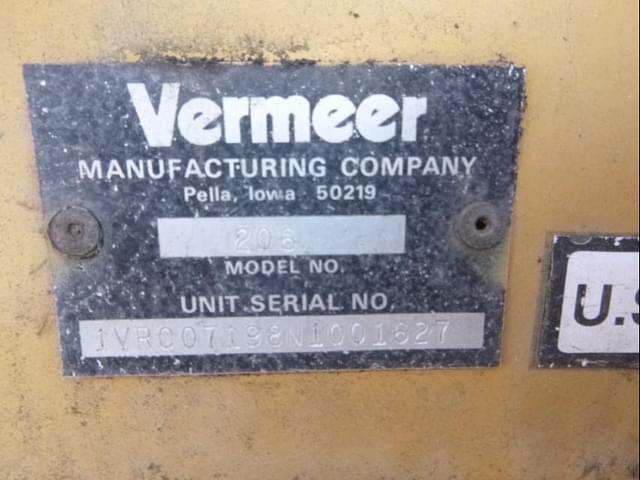 Vermeer
MANUFACTURING COMPANY
Pella, Iowa 50219
206
MODEL NO.
UNIT SERIAL NO.
1VRC07198N1001627
U.S